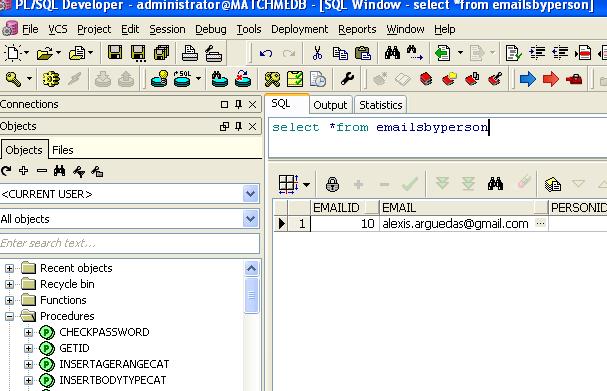 PL/SQL Developer - administrator@MATCHMEDB - [SQL Window - select *from emailsbyperson]
File VCS Project Edit Session Debug Tools Deployment Reports Window Help
SQL
Connections
Objects
Objects Files
<CURRENT USER>
All objects
Enter search text...
Recent objects
Recycle bin
Functions
Procedures
CHECKPASSWORD
GETID
INSERTAGERANGECAT
INSERTBODYTYPECAT
SQL Output Statistics
select *from emailsbyperson
EMAILID EMAIL PERSONID
1 10 alexis.arguedas@gmail.com ...